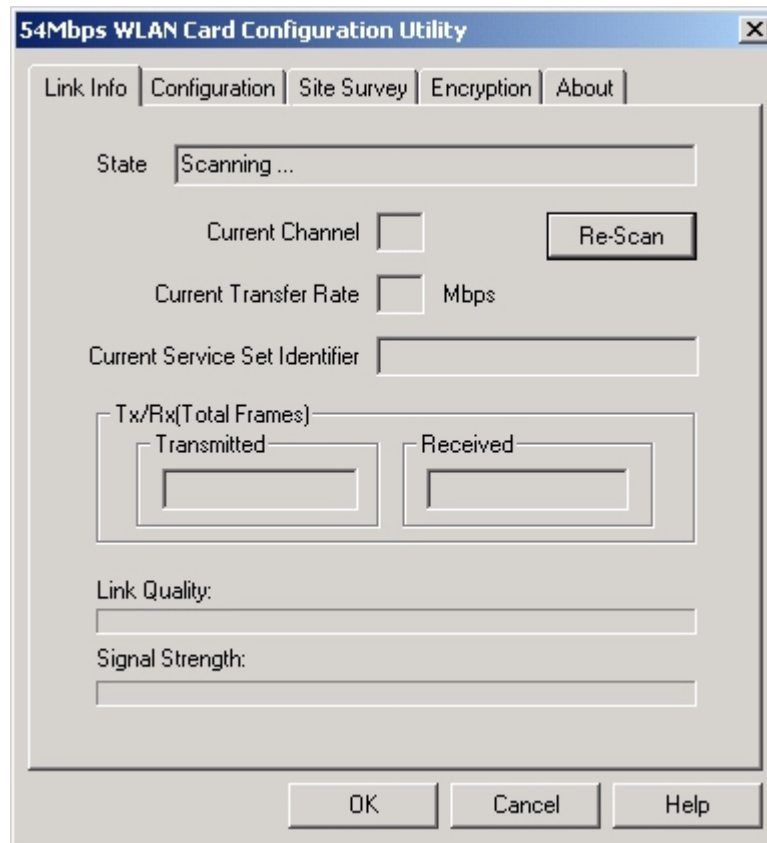 54Mbps WLAN Card Configuration Utility
Link Info Configuration Site Survey Encryption About
State Scanning ...
Current Channel Re-Scan
Current Transfer Rate Mbps
Current Service Set Identifier
Tx/Rx(Total Frames)
Transmitted Received
Link Quality:
Signal Strength:
OK Cancel Help